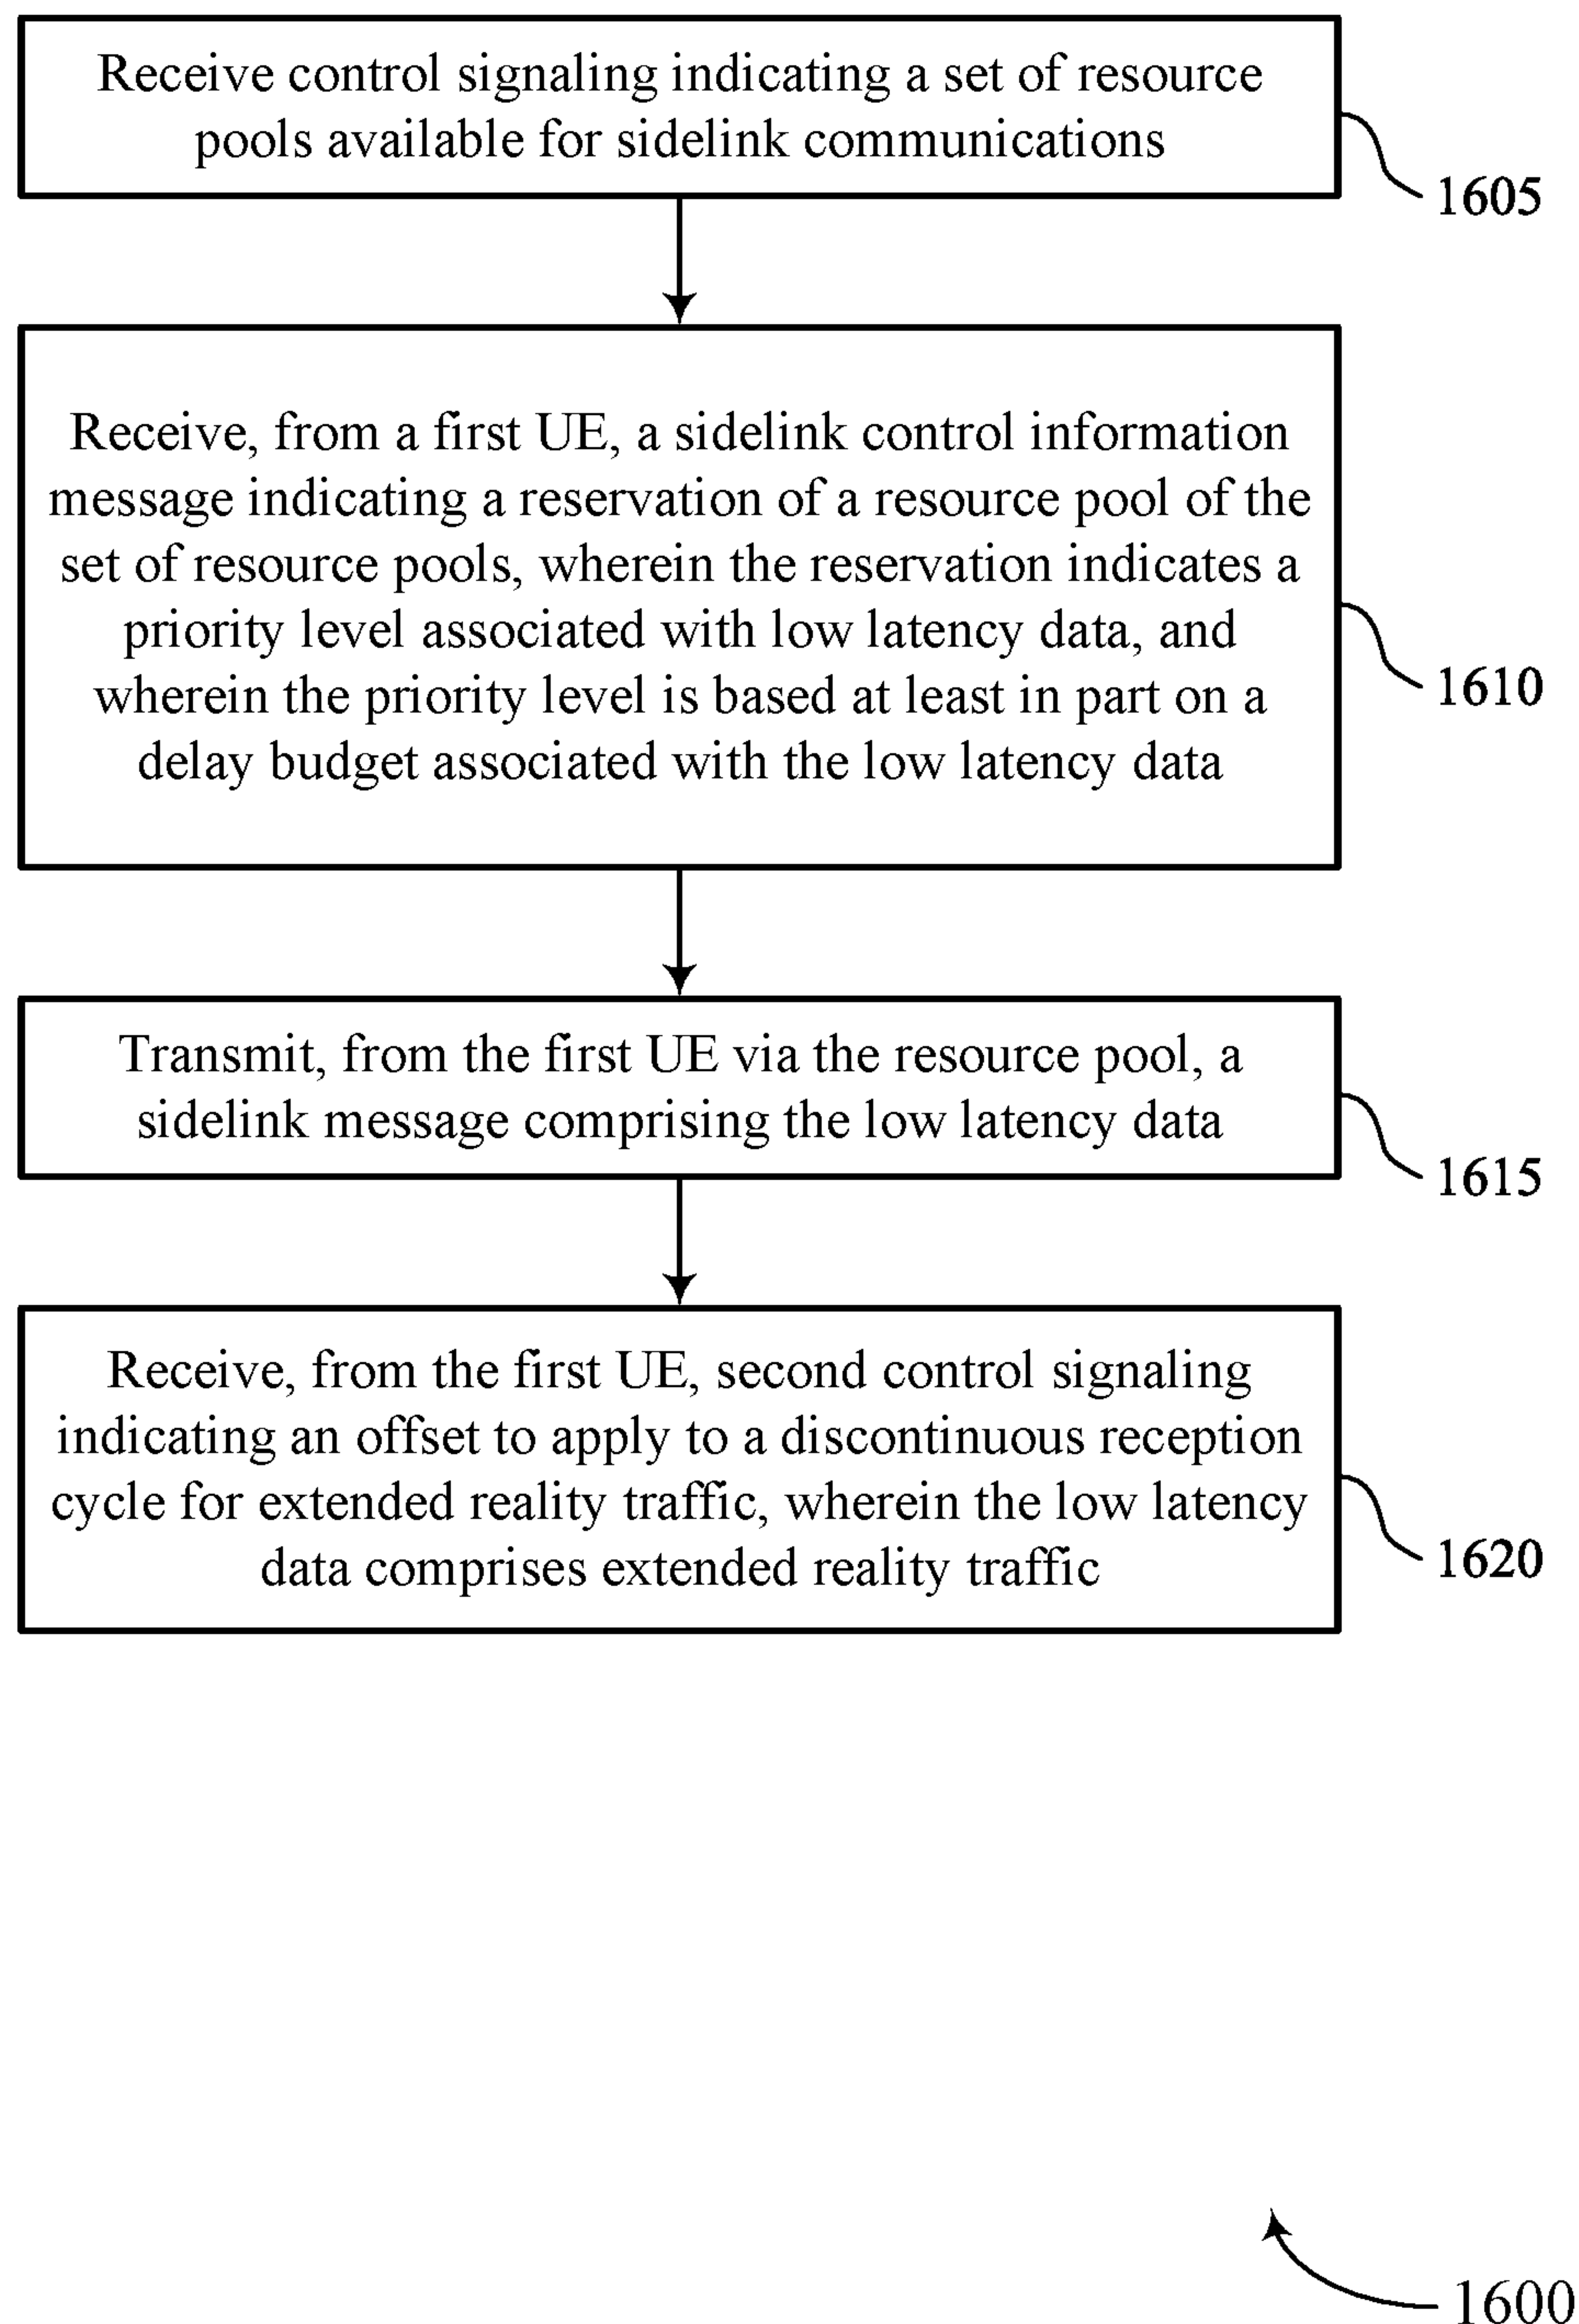 Receive control signaling indicating a set of resource
pools available for sidelink communications
1605
Receive, from a first UE, a sidelink control information
message indicating a reservation of a resource pool of the
set of resource pools, wherein the reservation indicates a
priority level associated with low latency data, and
wherein the priority level is based at least in part on a
delay budget associated with the low latency data
1610
Transmit, from the first UE via the resource pool, a
sidelink message comprising the low latency data
1615
Receive, from the first UE, second control signaling
indicating an offset to apply to a discontinuous reception
cycle for extended reality traffic, wherein the low latency
data comprises extended reality traffic
1620
1600